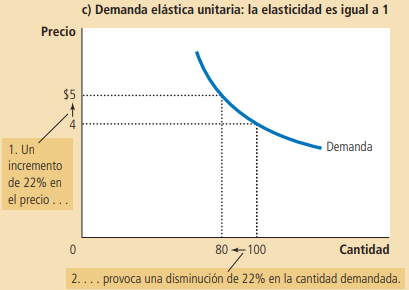 c) Demanda elástica unitaria: la elasticidad es igual a 1
Precio
$5
4
1. Un
incremento
de 22% en
el precio . . .
Demanda
0
80
100
Cantidad
2. . . . provoca una disminución de 22% en la cantidad demandada.